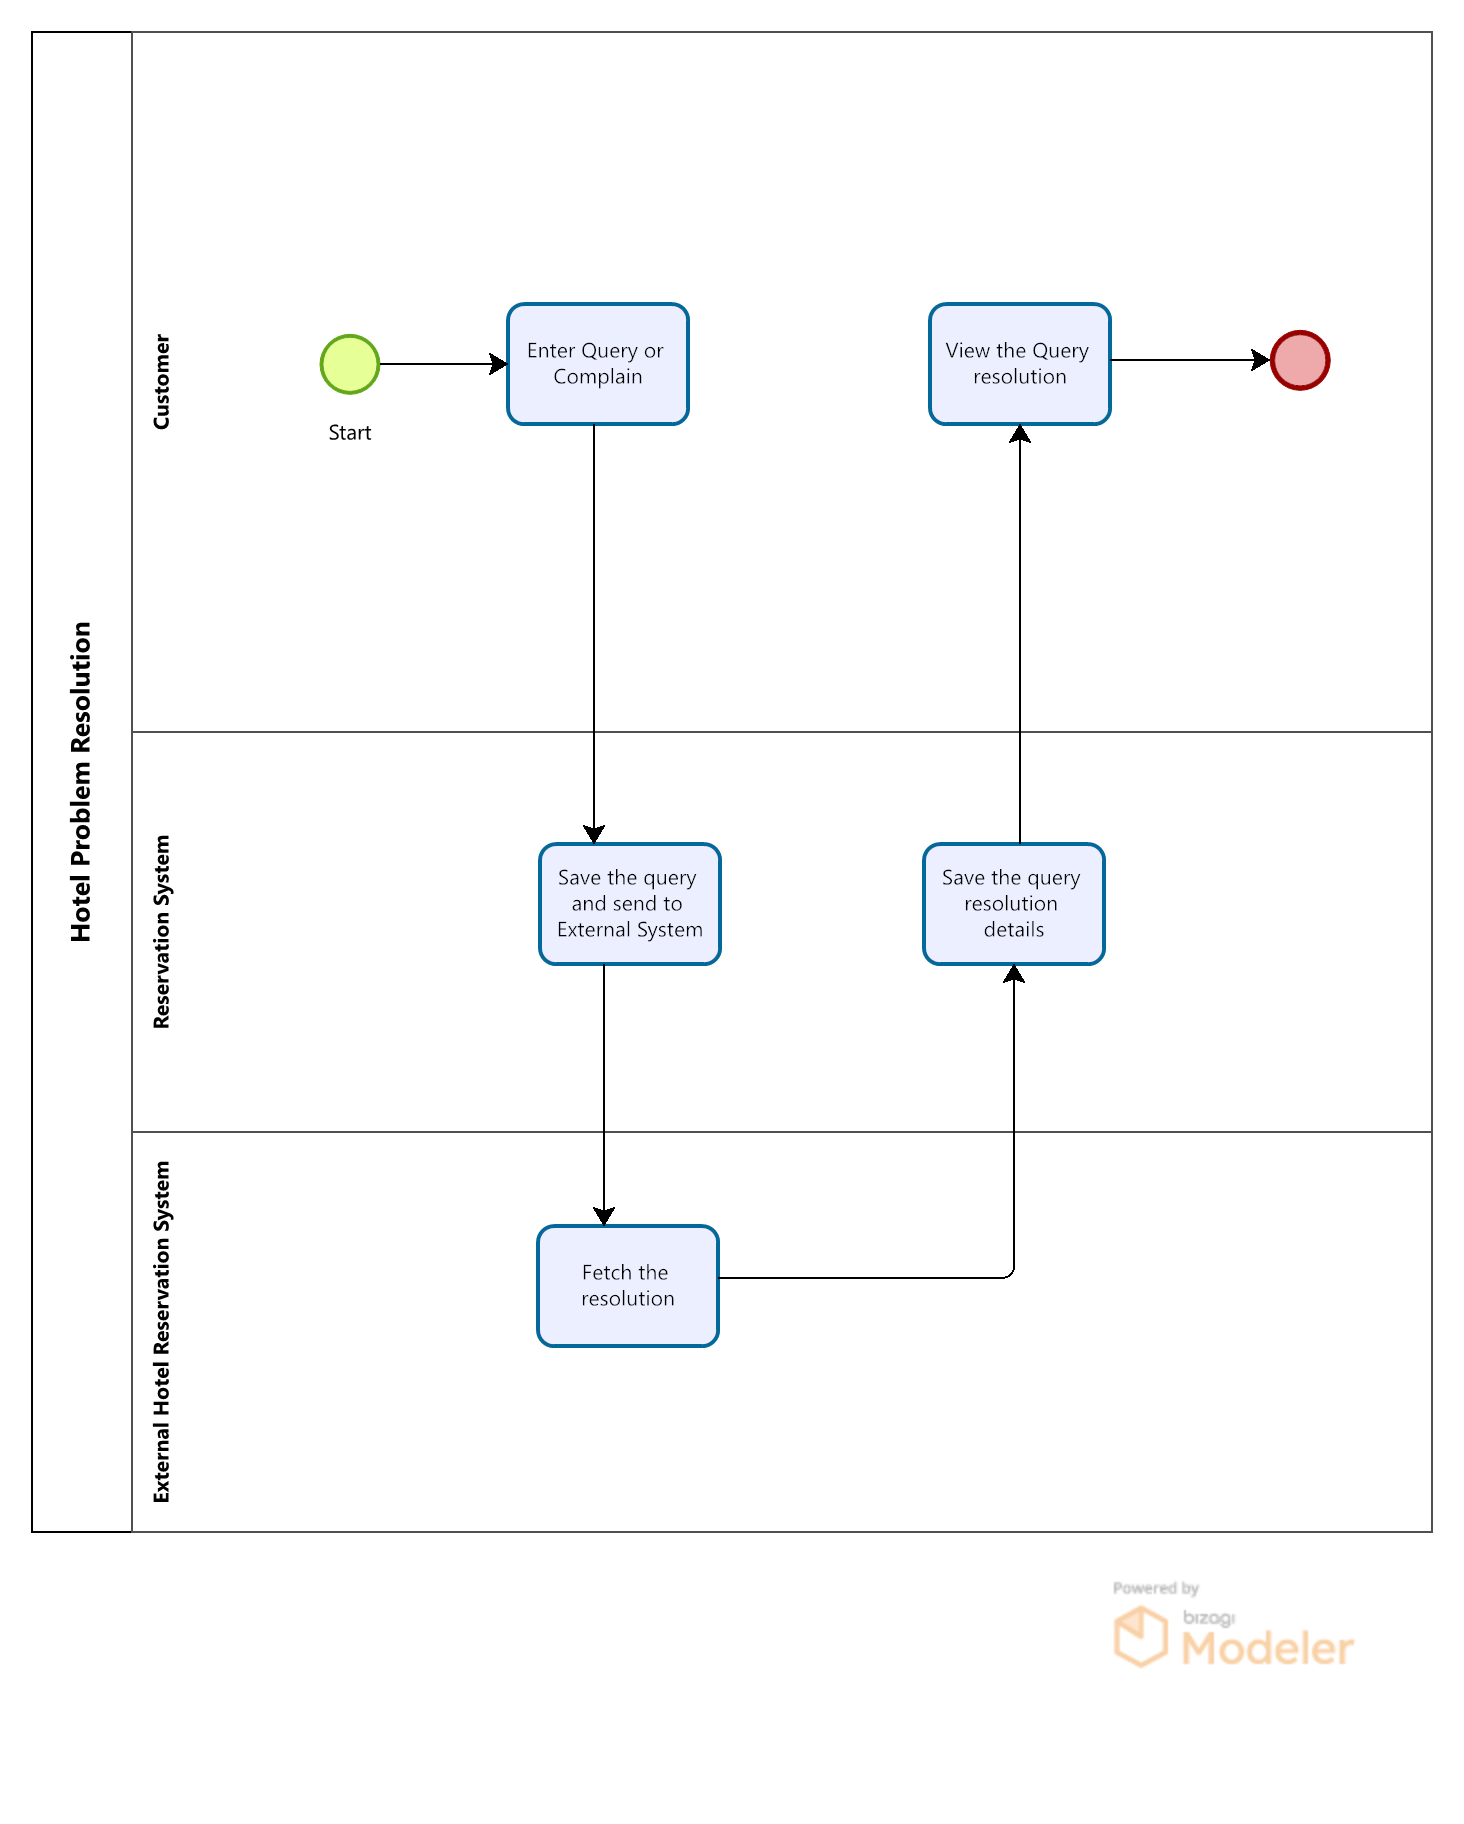 Hotel Problem Resolution
Customer
Start
Enter Query or
Complain
View the Query
resolution
Reservation System
Save the query
and send to
External System
Save the query
resolution
details
External Hotel Reservation System
Fetch the
resolution
Powered by
bizagi
Modeler